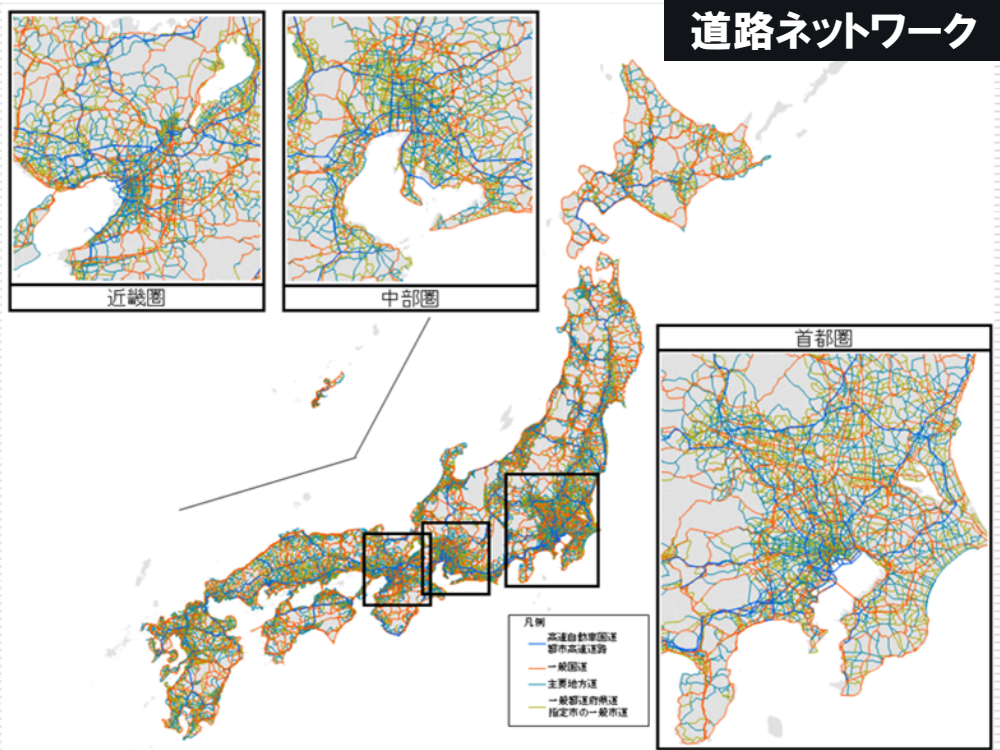 道路ネットワーク
近畿圏
中部圏
首都圏
凡例
高速自動車国道
都市高速道路
一般国道
主要地方道
一般都道府県道
指定市の一般市道